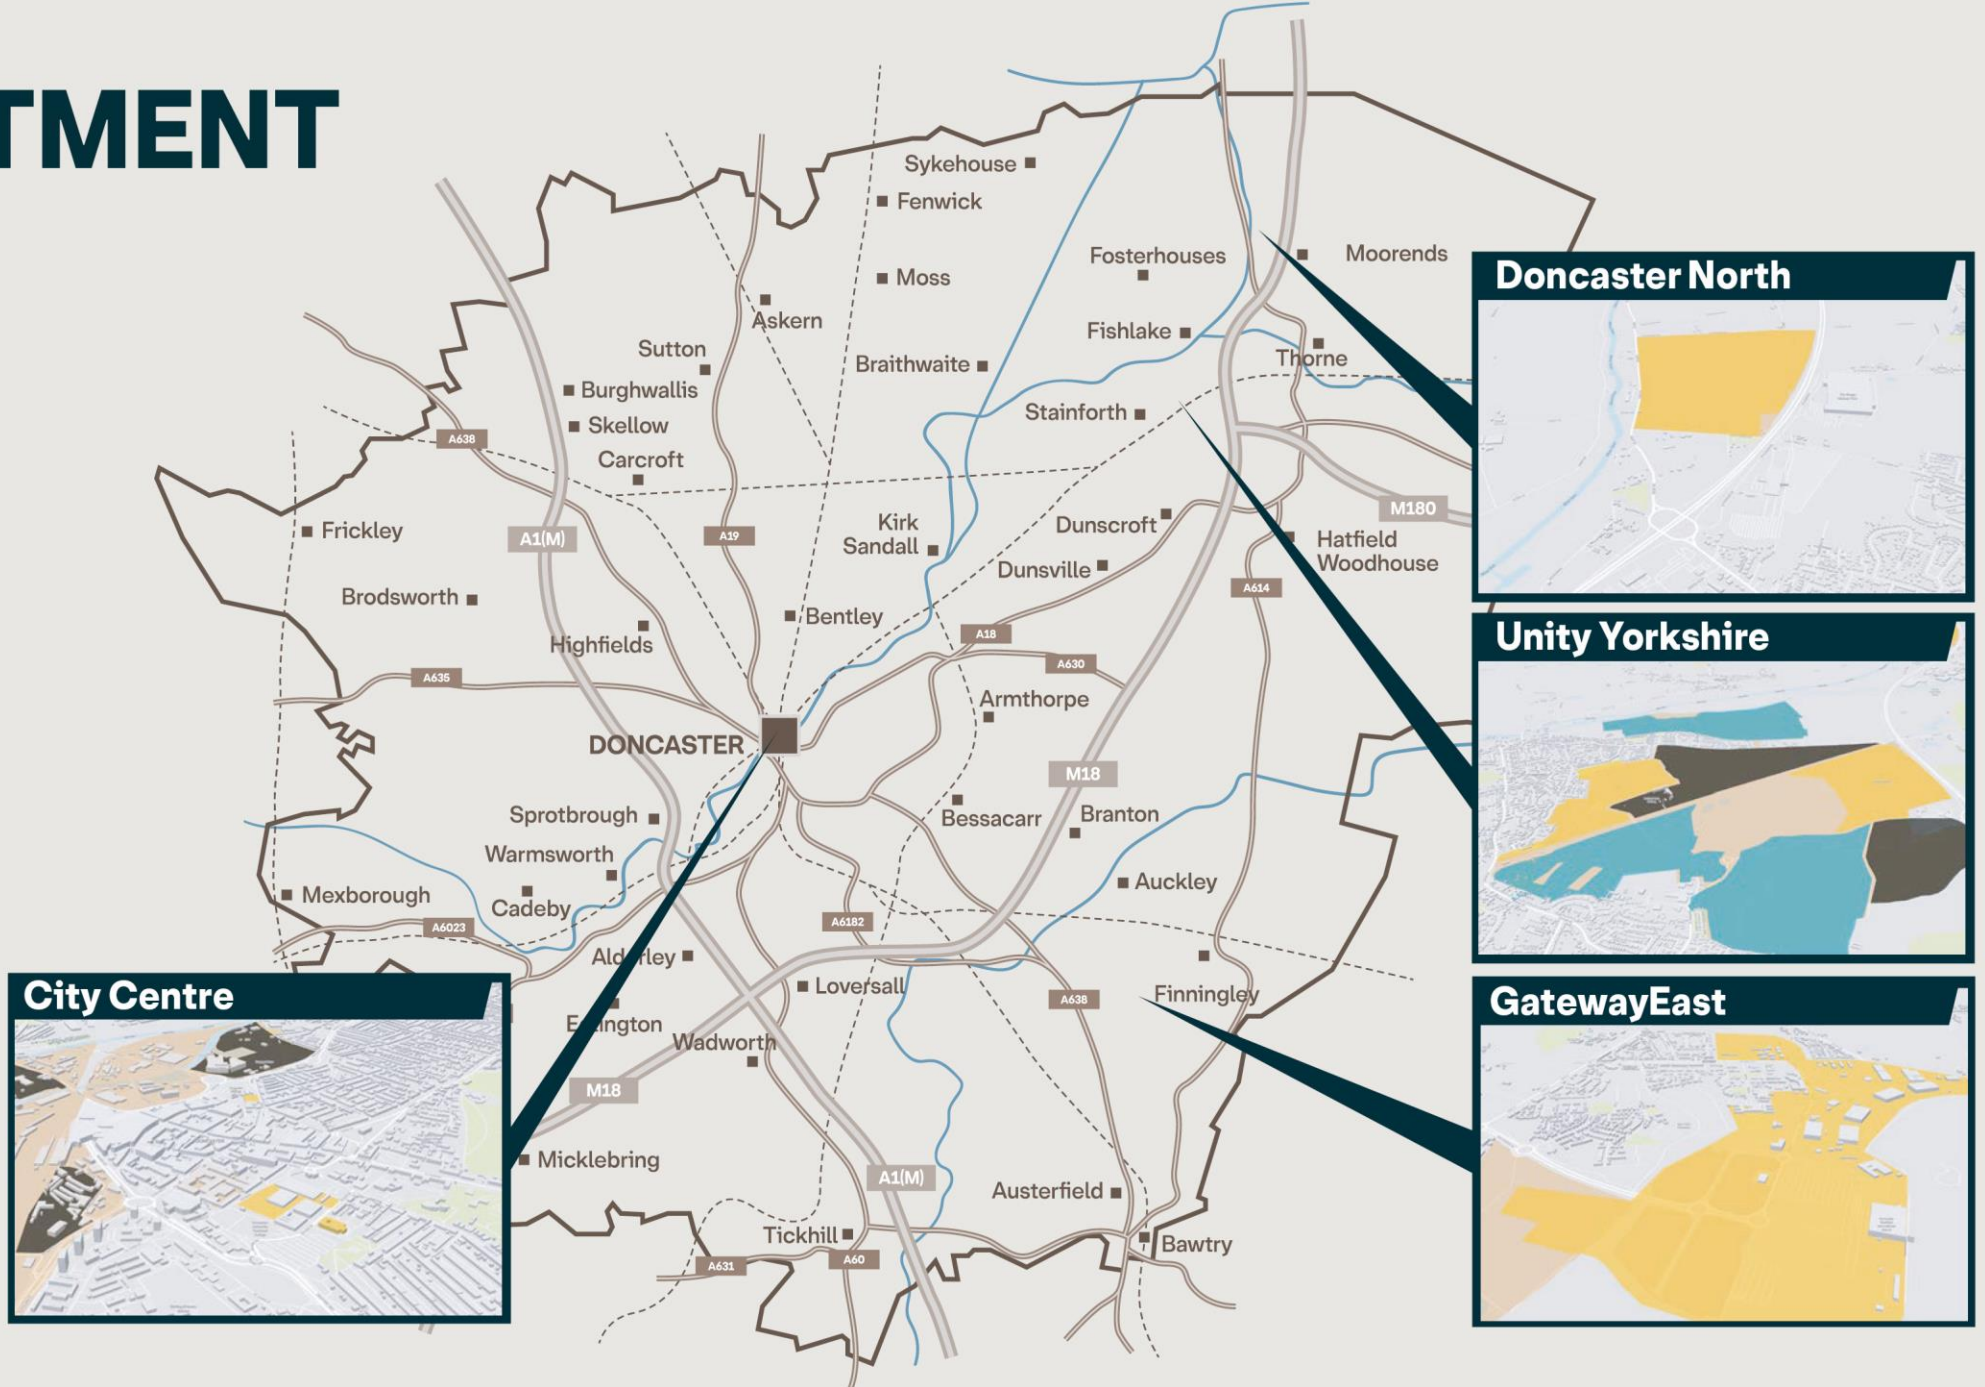 TMENT
Sykehouse
Fenwick
Fosterhouses
Moorends
Moss
Askern
Fishlake
Sutton
Thorne
Braithwaite
Burghwallis
Stainforth
Skellow
A638
Carcroft
M180
Kirk
Sandall
Dunscroft
Frickley
A1(M)
A19
Hatfield
Woodhouse
Dunsville
A614
Brodsworth
Bentley
Highfields
A18
A630
A635
Armthorpe
DONCASTER
M18
Sprotbrough
Bessacarr
Branton
Warmsworth
Auckley
Mexborough
Cadeby
A6023
A6182
Loversall
A638
Finningley
Wadworth
M18
Micklebring
A1(M)
Austerfield
Tickhill
Bawtry
A631
A60
Doncaster North
Unity Yorkshire
GatewayEast
City Centre